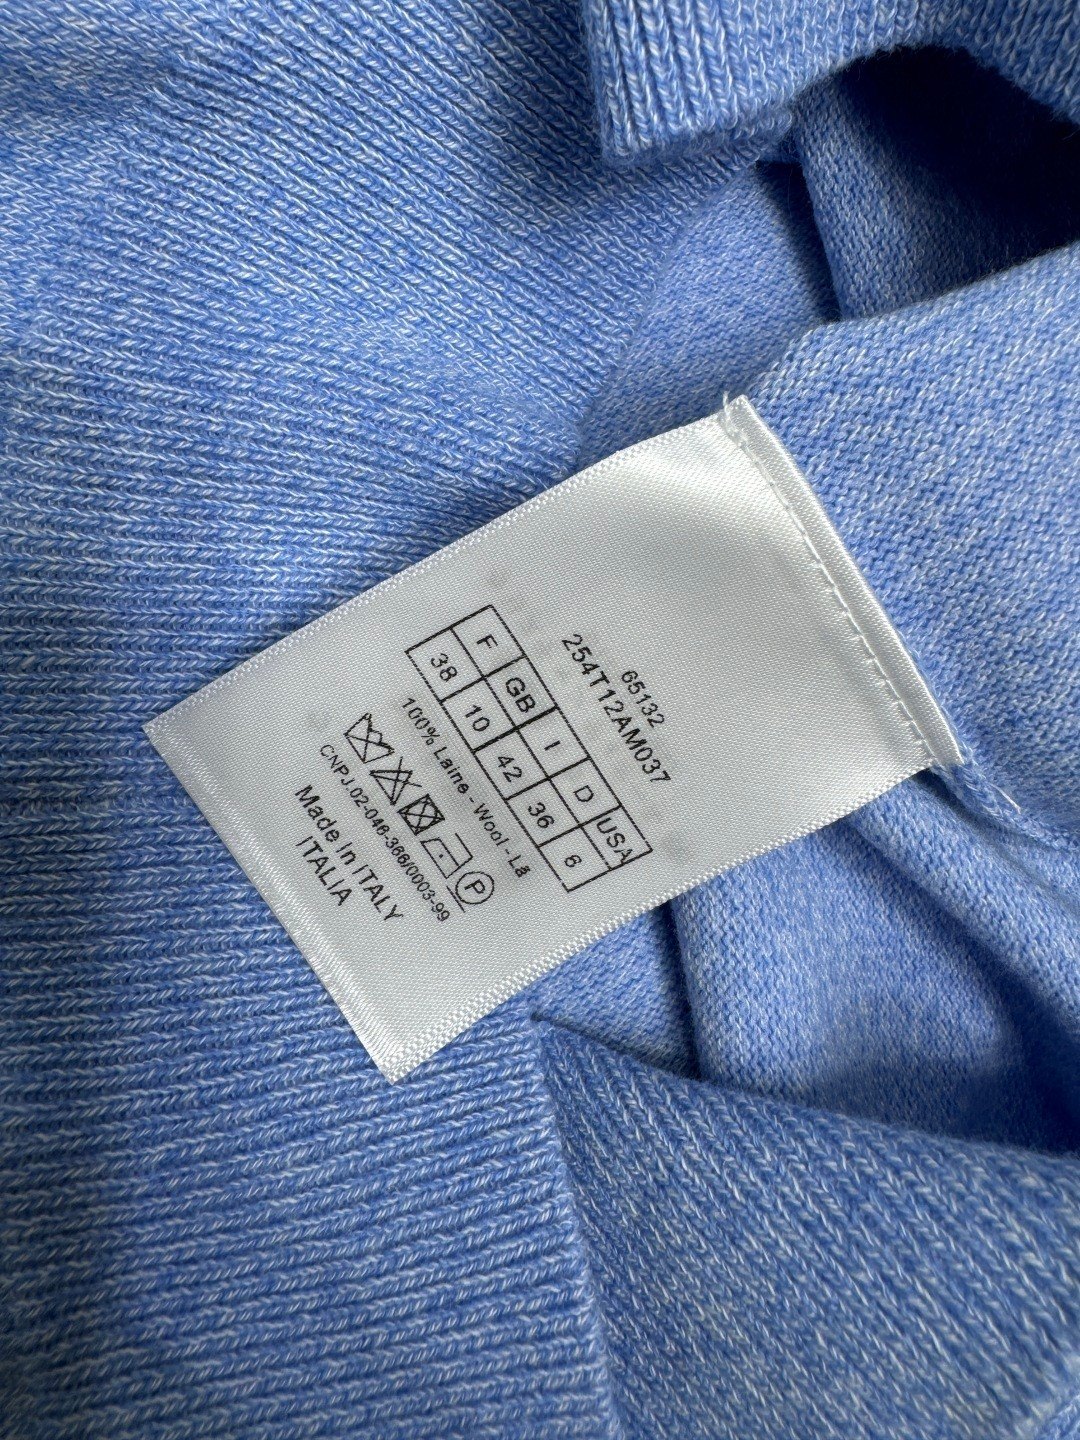 65132
254T12AM037
F GB I D USA
38 10 42 36 6
100% Laine - Wool - Lã
P
CNPJ.02-046-366/0003-99
Made in ITALY
ITALIA